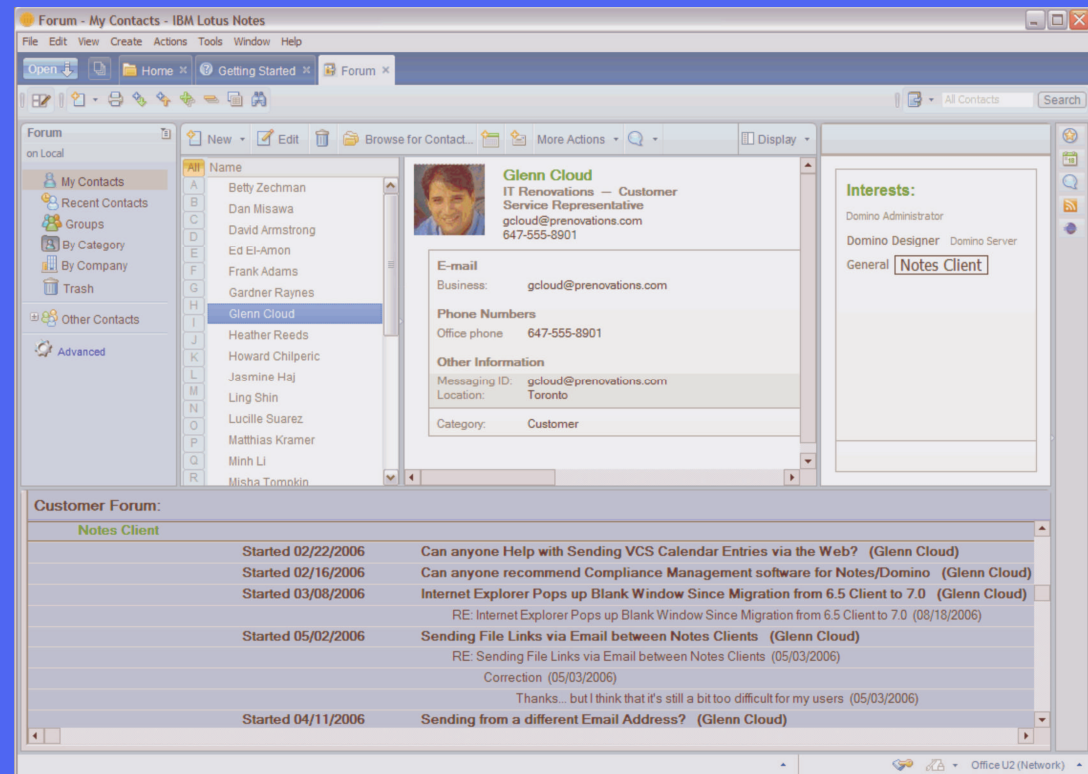 Forum - My Contacts - IBM Lotus Notes
File Edit View Create Actions Tools Window Help
Open Home Getting Started Forum
All Contacts Search
Forum
on Local
My Contacts
Recent Contacts
Groups
By Category
By Company
Trash
Other Contacts
Advanced
New Edit Browse for Contact... More Actions Display
All Name
A Betty Zechman
B Dan Misawa
C David Armstrong
D
E Ed El-Amon
F Frank Adams
G Gardner Raynes
H Glenn Cloud
I
J Heather Reeds
K Howard Chilperic
L Jasmine Haj
M Ling Shin
N
O Lucille Suarez
P Matthias Kramer
Q Minh Li
R Misha Tompkin
Glenn Cloud
IT Renovations — Customer
Service Representative
gcloud@prenovations.com
647-555-8901
E-mail
Business: gcloud@prenovations.com
Phone Numbers
Office phone 647-555-8901
Other Information
Messaging ID: gcloud@prenovations.com
Location: Toronto
Category: Customer
Interests:
Domino Administrator
Domino Designer Domino Server
General Notes Client
Customer Forum:
Notes Client
Started 02/22/2006 Can anyone Help with Sending VCS Calendar Entries via the Web? (Glenn Cloud)
Started 02/16/2006 Can anyone recommend Compliance Management software for Notes/Domino (Glenn Cloud)
Started 03/08/2006 Internet Explorer Pops up Blank Window Since Migration from 6.5 Client to 7.0 (Glenn Cloud)
RE: Internet Explorer Pops up Blank Window Since Migration from 6.5 Client to 7.0 (08/18/2006)
Started 05/02/2006 Sending File Links via Email between Notes Clients (Glenn Cloud)
RE: Sending File Links via Email between Notes Clients (05/03/2006)
Correction (05/03/2006)
Thanks... but I think that it's still a bit too difficult for my users (05/03/2006)
Started 04/11/2006 Sending from a different Email Address? (Glenn Cloud)
Office U2 (Network)